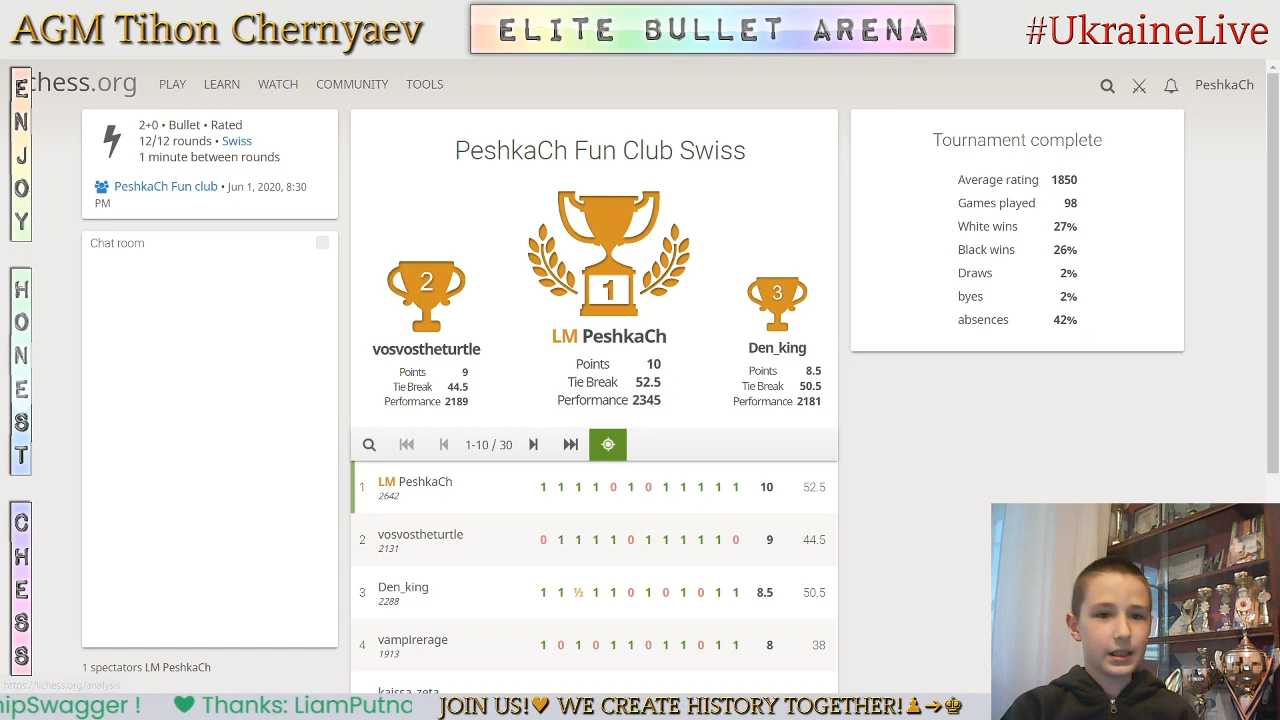 AGM Tihon Chernyaev
ELITE BULLET ARENA
#UkraineLive
chess.org
PLAY LEARN WATCH COMMUNITY TOOLS
PeshkaCh
ENJOY
HONEST
CHESS
2+0 • Bullet • Rated
12/12 rounds • Swiss
1 minute between rounds
PeshkaCh Fun club • Jun 1, 2020, 8:30
PM
Chat room
1 spectators LM PeshkaCh
https://lichess.org/analysis
PeshkaCh Fun Club Swiss
2
vosvostheturtle
Points 9
Tie Break 44.5
Performance 2189
1
LM PeshkaCh
Points 10
Tie Break 52.5
Performance 2345
3
Den_king
Points 8.5
Tie Break 50.5
Performance 2181
1-10 / 30
1 LM PeshkaCh 1 1 1 1 0 1 0 1 1 1 1 1 10 52.5
2642
2 vosvostheturtle 0 1 1 1 1 0 1 1 1 1 1 0 9 44.5
2131
3 Den_king 1 1 ½ 1 1 0 1 0 1 0 1 1 8.5 50.5
2288
4 vampirerage 1 0 1 0 1 1 0 1 1 0 1 1 8 38
1913
kaissa_zeta
Tournament complete
Average rating 1850
Games played 98
White wins 27%
Black wins 26%
Draws 2%
byes 2%
absences 42%
hipSwagger ! Thanks: LiamPutno
JOIN US! WE CREATE HISTORY TOGETHER!